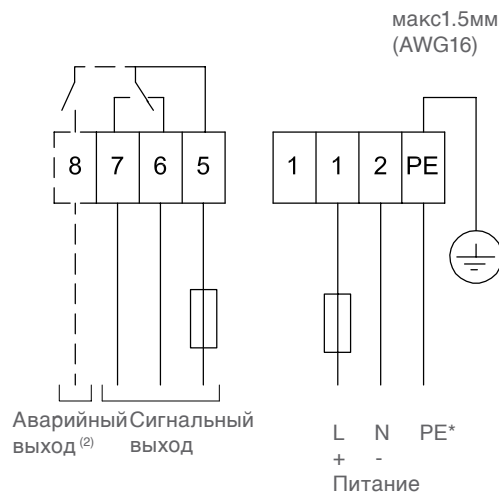 макс1.5мм
(AWG16)
8 7 6 5 1 1 2 PE
Аварийный Сигнальный
выход (2) выход
L N PE*
+ -
Питание